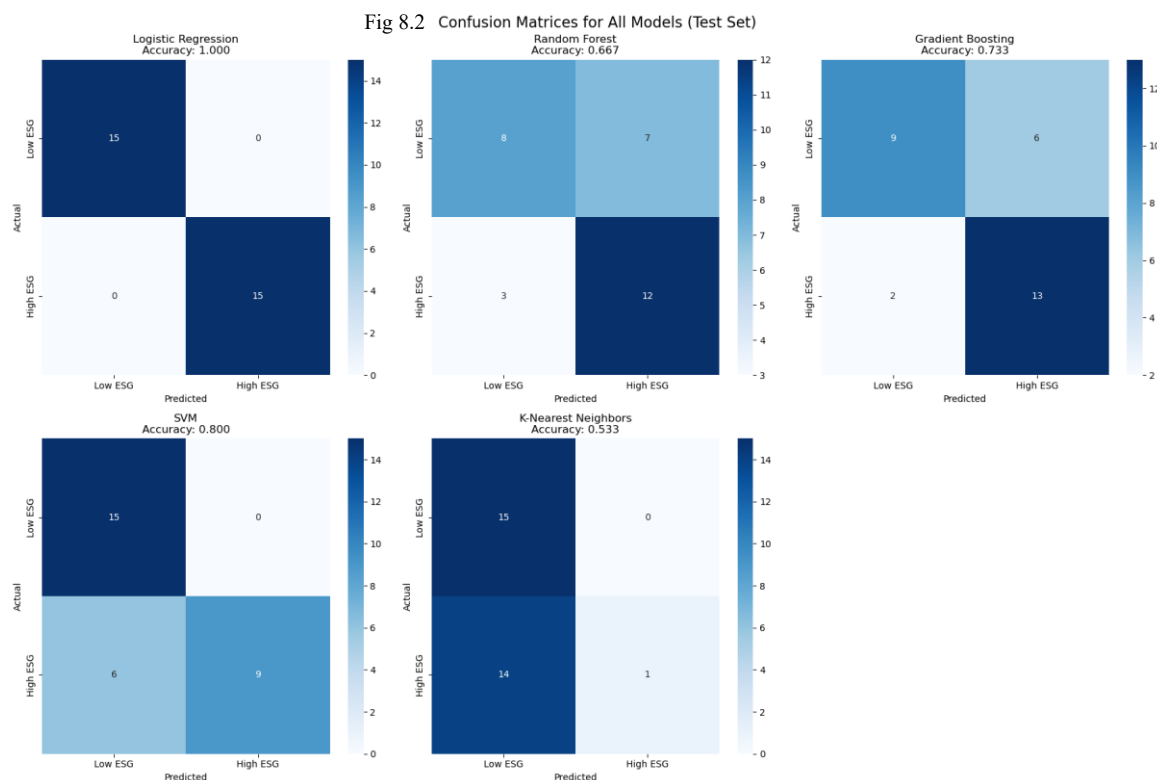 Fig 8.2 Confusion Matrices for All Models (Test Set)
Logistic Regression
Accuracy: 1.000
Low ESG
High ESG
Actual
15
0
0
15
Low ESG
High ESG
Predicted
14
12
10
8
6
4
2
0
Random Forest
Accuracy: 0.667
Low ESG
High ESG
Actual
8
7
3
12
Low ESG
High ESG
Predicted
12
11
10
9
8
7
6
5
4
3
Gradient Boosting
Accuracy: 0.733
Low ESG
High ESG
Actual
9
6
2
13
Low ESG
High ESG
Predicted
12
10
8
6
4
2
SVM
Accuracy: 0.800
Low ESG
High ESG
Actual
15
0
6
9
Low ESG
High ESG
Predicted
14
12
10
8
6
4
2
0
K-Nearest Neighbors
Accuracy: 0.533
Low ESG
High ESG
Actual
15
0
14
1
Low ESG
High ESG
Predicted
14
12
10
8
6
4
2
0